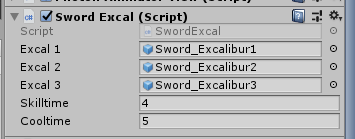 Sword Excal (Script)
Script SwordExcal
Excal 1 Sword_Excalibur1
Excal 2 Sword_Excalibur2
Excal 3 Sword_Excalibur3
Skilltime 4
Cooltime 5